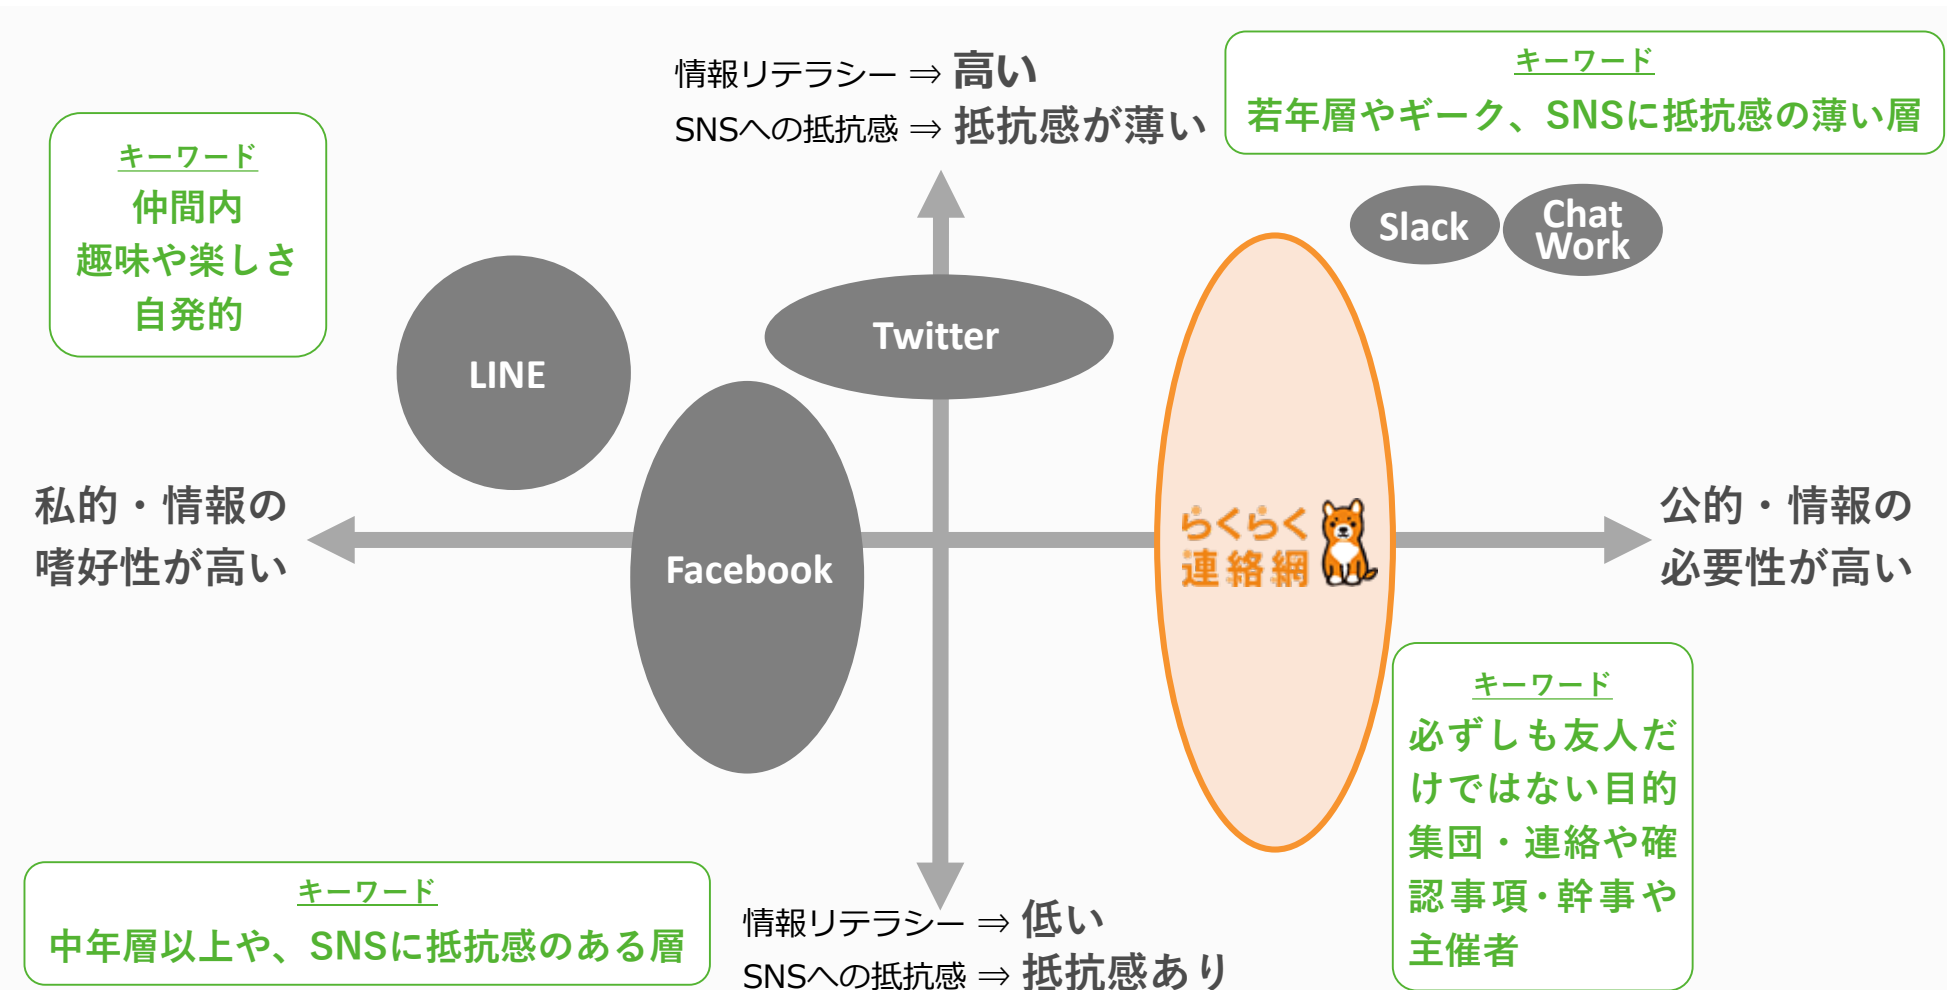 情報リテラシー ⇒ 高い
SNSへの抵抗感 ⇒ 抵抗感が薄い
キーワード
若年層やギーク、SNSに抵抗感の薄い層
キーワード
仲間内
趣味や楽しさ
自発的
Slack
Chat
Work
Twitter
LINE
私的・情報の
嗜好性が高い
Facebook
らくらく
連絡網
公的・情報の
必要性が高い
キーワード
必ずしも友人だ
けではない目的
集団・連絡や確
認事項・幹事や
主催者
キーワード
中年層以上や、SNSに抵抗感のある層
情報リテラシー ⇒ 低い
SNSへの抵抗感 ⇒ 抵抗感あり